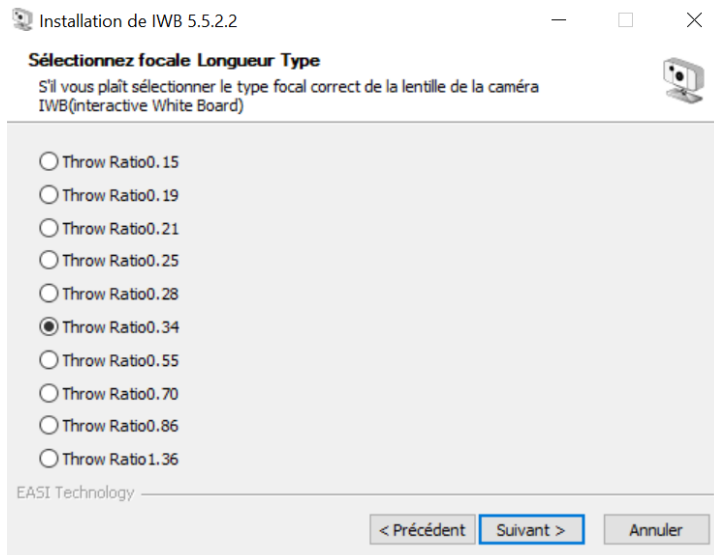 Installation de IWB 5.5.2.2
Sélectionnez focale Longueur Type
S'il vous plaît sélectionner le type focal correct de la lentille de la caméra
IWB(interactive White Board)
Throw Ratio0.15
Throw Ratio0.19
Throw Ratio0.21
Throw Ratio0.25
Throw Ratio0.28
Throw Ratio0.34
Throw Ratio0.55
Throw Ratio0.70
Throw Ratio0.86
Throw Ratio1.36
EASI Technology
< Précédent Suivant > Annuler